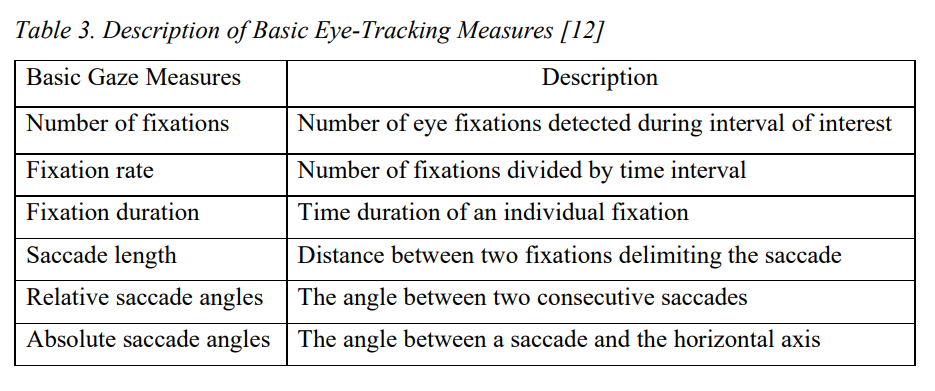 Table 3. Description of Basic Eye-Tracking Measures [12]
Basic Gaze Measures Description
Number of fixations Number of eye fixations detected during interval of interest
Fixation rate Number of fixations divided by time interval
Fixation duration Time duration of an individual fixation
Saccade length Distance between two fixations delimiting the saccade
Relative saccade angles The angle between two consecutive saccades
Absolute saccade angles The angle between a saccade and the horizontal axis